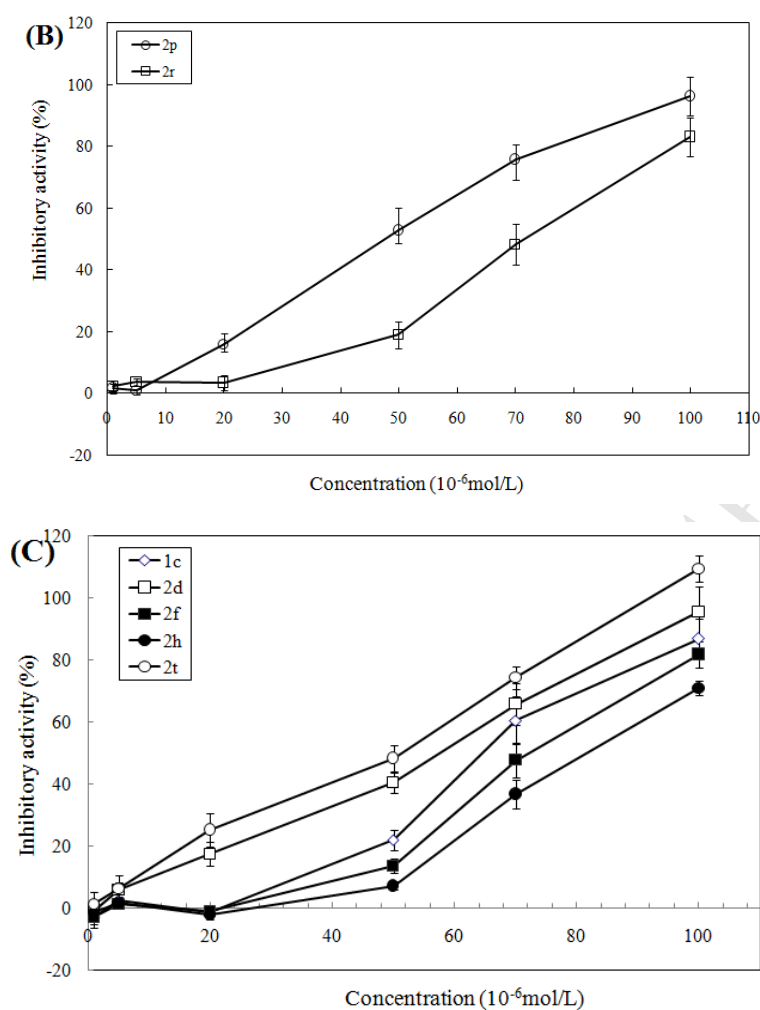 (B)
2p
2r
Inhibitory activity (%)
120
100
80
60
40
20
0
-20
0 10 20 30 40 50 60 70 80 90 100 110
Concentration (10⁻⁶mol/L)
(C)
1c
2d
2f
2h
2t
Inhibitory activity (%)
120
100
80
60
40
20
0
-20
0 20 40 60 80 100
Concentration (10⁻⁶mol/L)